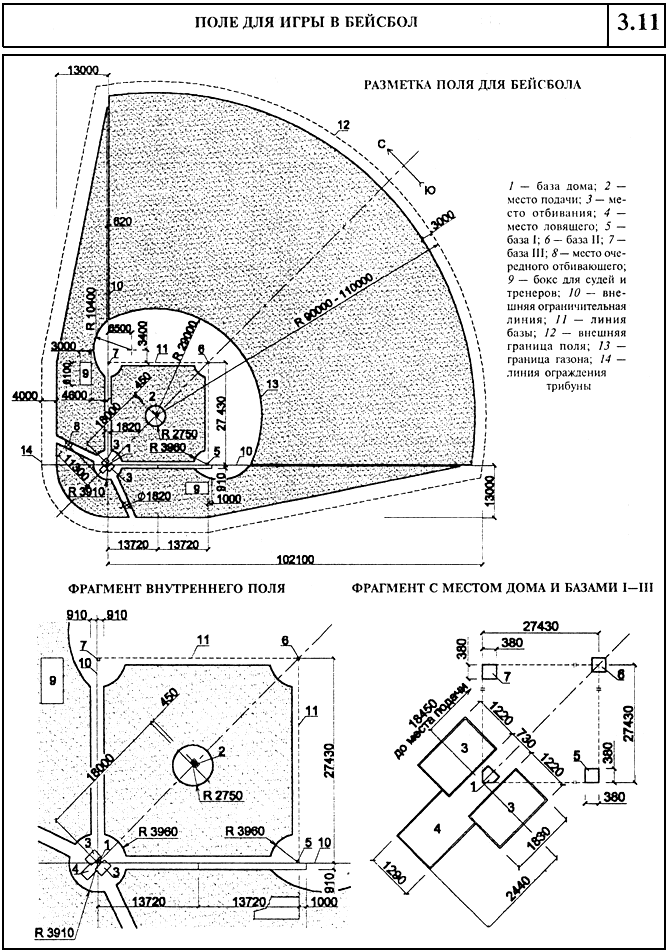 ПОЛЕ ДЛЯ ИГРЫ В БЕЙСБОЛ
3.11
13000
РАЗМЕТКА ПОЛЯ ДЛЯ БЕЙСБОЛА
12
С
Ю
1 — база дома; 2 —
место подачи; 3 — ме-
сто отбивания; 4 —
место ловящего; 5 —
база I; 6 — база II; 7 —
база III; 8 — место оче-
редного отбивающего;
9 — бокс для судей и
тренеров; 10 — вне-
шняя ограничительная
линия; 11 — линия
базы; 12 — внешняя
граница поля; 13 —
граница газона; 14 —
линия ограждения
трибуны
620
3000
R 90000 - 110000
10
R 10400
6500
3400
R 29000
3000
7
11
6
9
6100
450
13
4000
4600
2
18000
27 430
1820
R 2750
R 3960
8
3
1
5
10
14
11300
3
910
R 3910
∅1820
9
1000
13000
13720
13720
102100
ФРАГМЕНТ ВНУТРЕННЕГО ПОЛЯ
ФРАГМЕНТ С МЕСТОМ ДОМА И БАЗАМИ I—III
910
910
7
11
6
10
9
450
11
18000
2
27430
R 2750
R 3960
R 3960
3
1
5
10
4
3
910
13720
13720
1000
R 3910
27430
380
380
7
6
18450
до места подачи
1220
3
730
1220
5
380
27430
1
380
3
4
1830
1290
2440